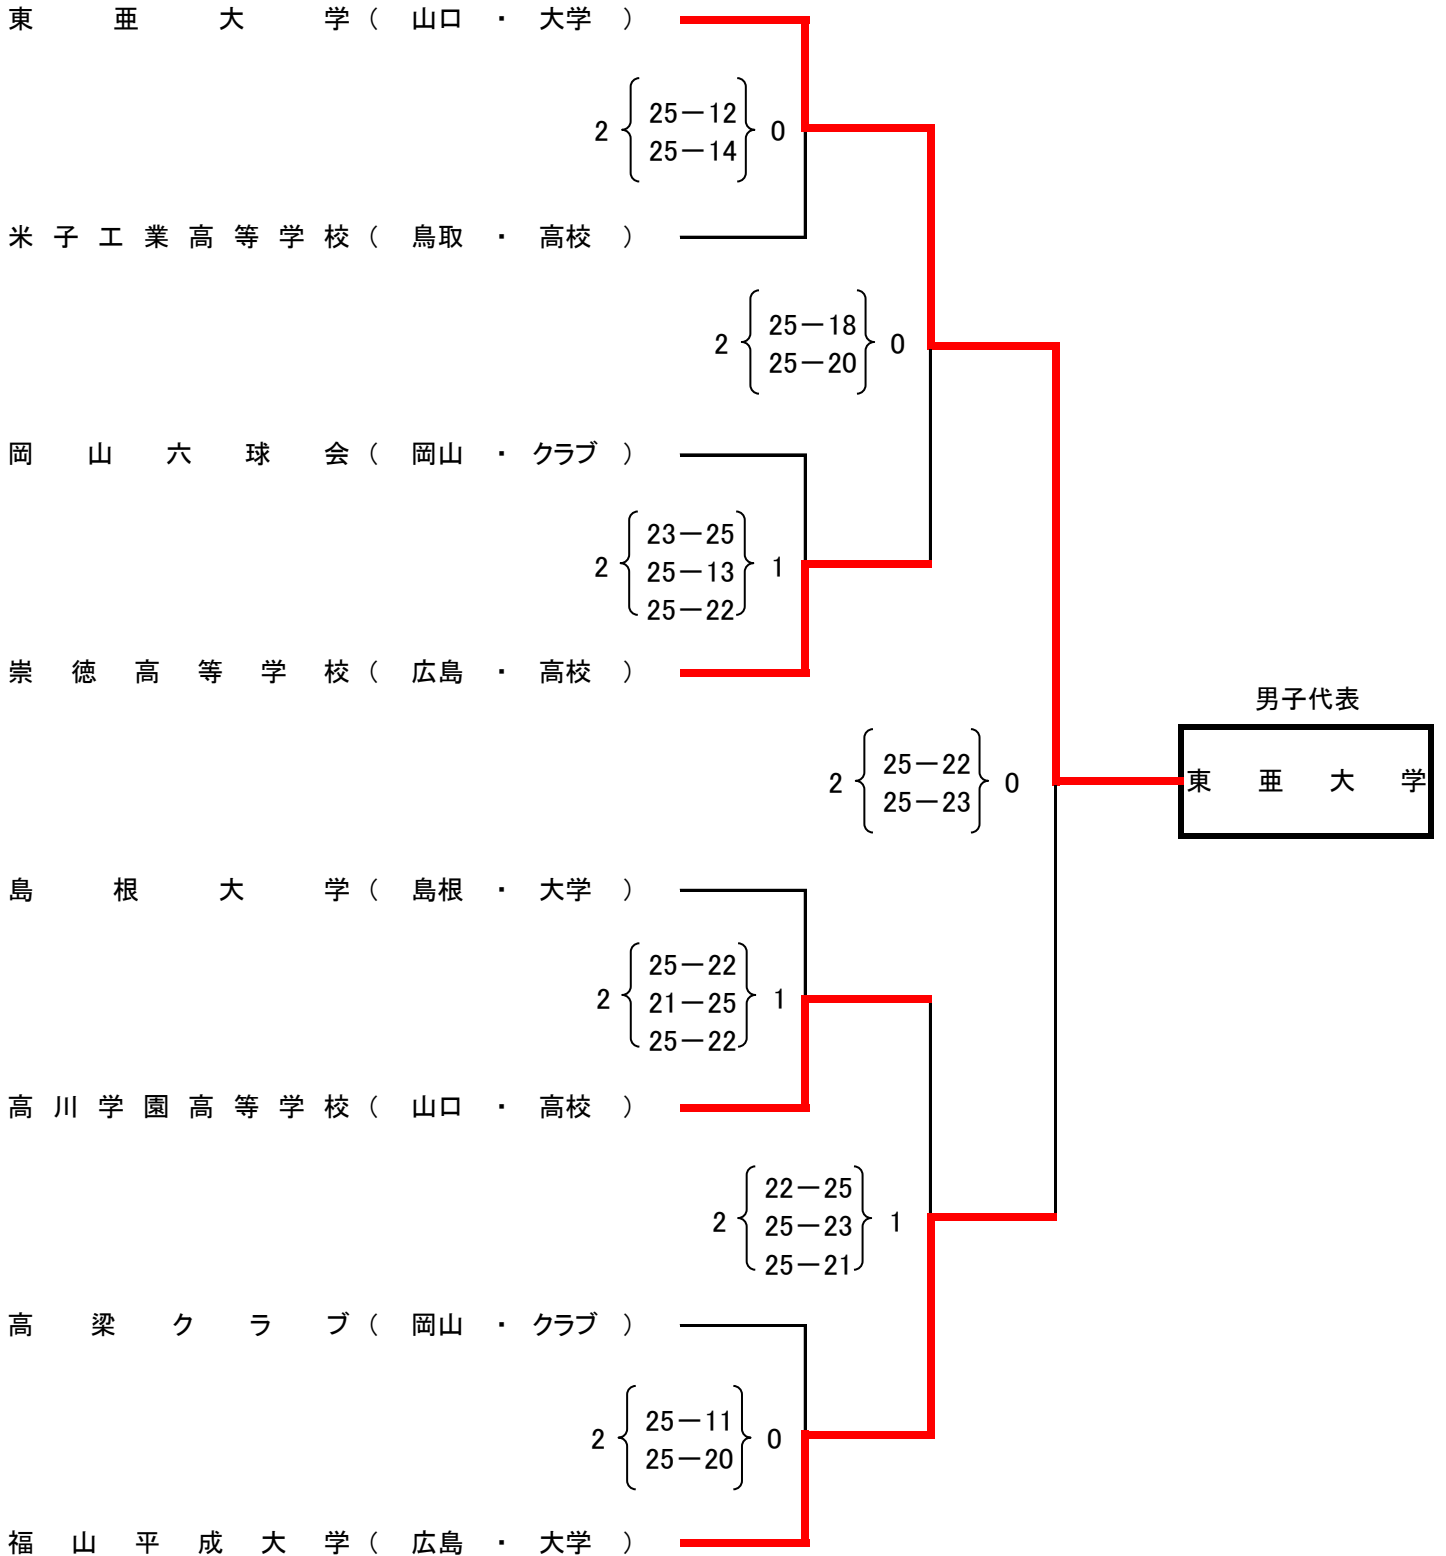 東亜大学（山口・大学）
2 25－12 0
25－14
米子工業高等学校（鳥取・高校）
2 25－18 0
25－20
岡山六球会（岡山・クラブ）
2 23－25 1
25－13
25－22
崇徳高等学校（広島・高校）
男子代表
東亜大学
2 25－22 0
25－23
島根大学（島根・大学）
2 25－22 1
21－25
25－22
高川学園高等学校（山口・高校）
2 22－25 1
25－23
25－21
高梁クラブ（岡山・クラブ）
2 25－11 0
25－20
福山平成大学（広島・大学）